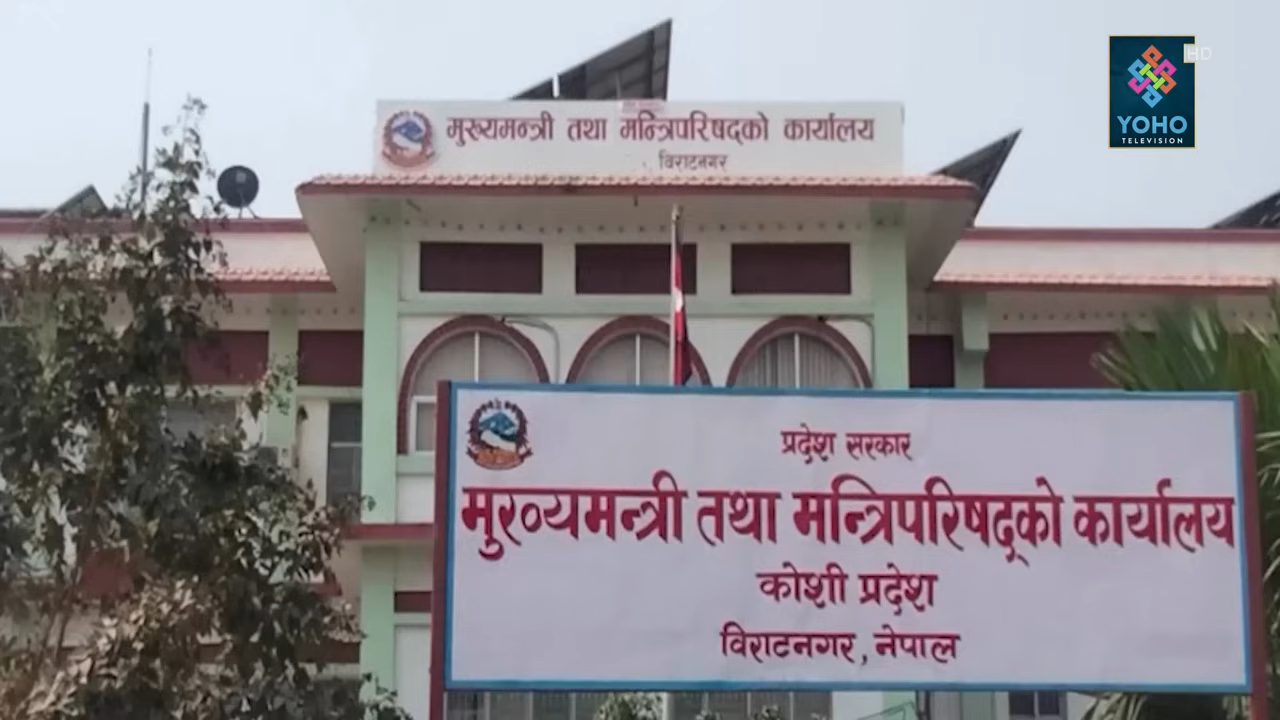 YOHO
TELEVISION
HD
मुख्यमन्त्री तथा मन्त्रिपरिषद्को कार्यालय
विराटनगर
प्रदेश सरकार
मुख्यमन्त्री तथा मन्त्रिपरिषद्को कार्यालय
कोशी प्रदेश
विराटनगर, नेपाल